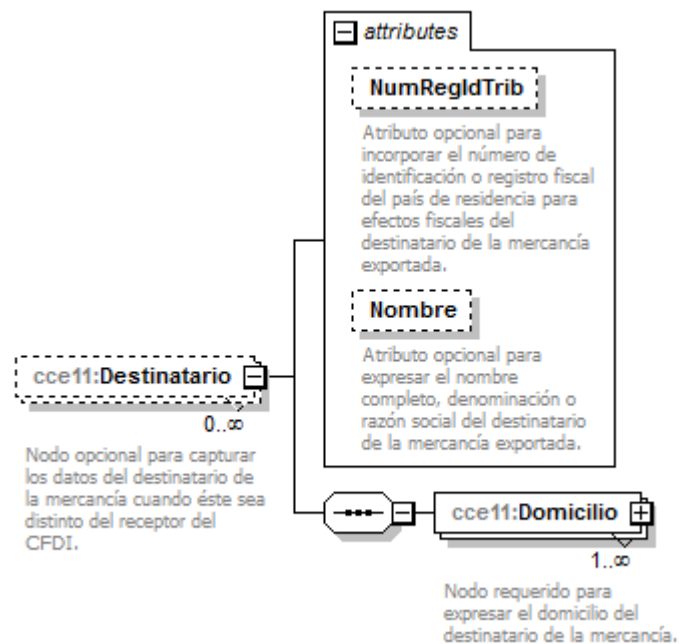 attributes
NumRegIdTrib
Atributo opcional para
incorporar el número de
identificación o registro fiscal
del país de residencia para
efectos fiscales del
destinatario de la mercancía
exportada.
Nombre
Atributo opcional para
expresar el nombre
completo, denominación o
razón social del destinatario
de la mercancía exportada.
cce11:Destinatario
0..∞
Nodo opcional para capturar
los datos del destinatario de
la mercancía cuando éste sea
distinto del receptor del
CFDI.
cce11:Domicilio
1..∞
Nodo requerido para
expresar el domicilio del
destinatario de la mercancía.